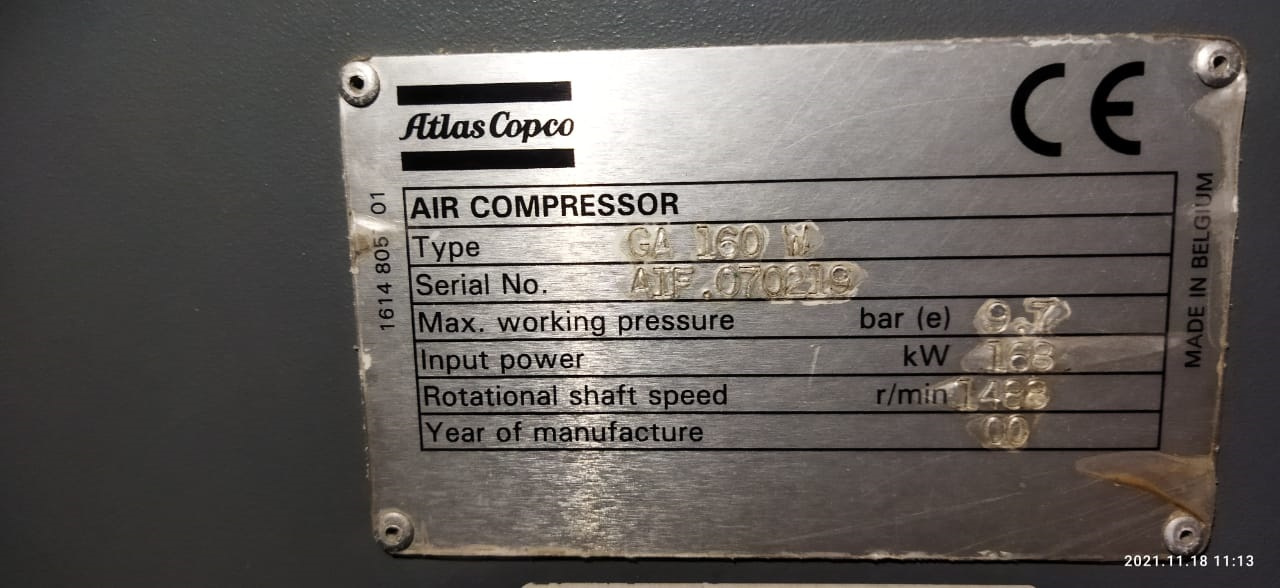 Atlas Copco
CE
AIR COMPRESSOR
Type GA 160 W
Serial No. AIF.070219
Max. working pressure bar (e) 9.7
Input power kW 168
Rotational shaft speed r/min 1488
Year of manufacture 00
1614 805 01
MADE IN BELGIUM
2021.11.18 11:13